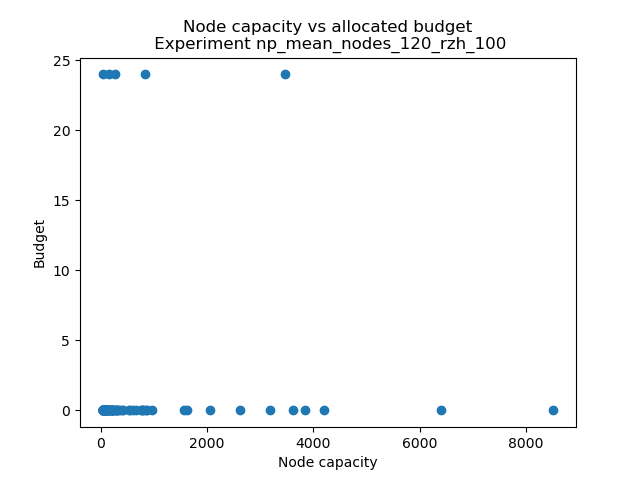 Node capacity vs allocated budget
Experiment np_mean_nodes_120_rzh_100
25
20
15
10
5
0
Budget
0 2000 4000 6000 8000
Node capacity